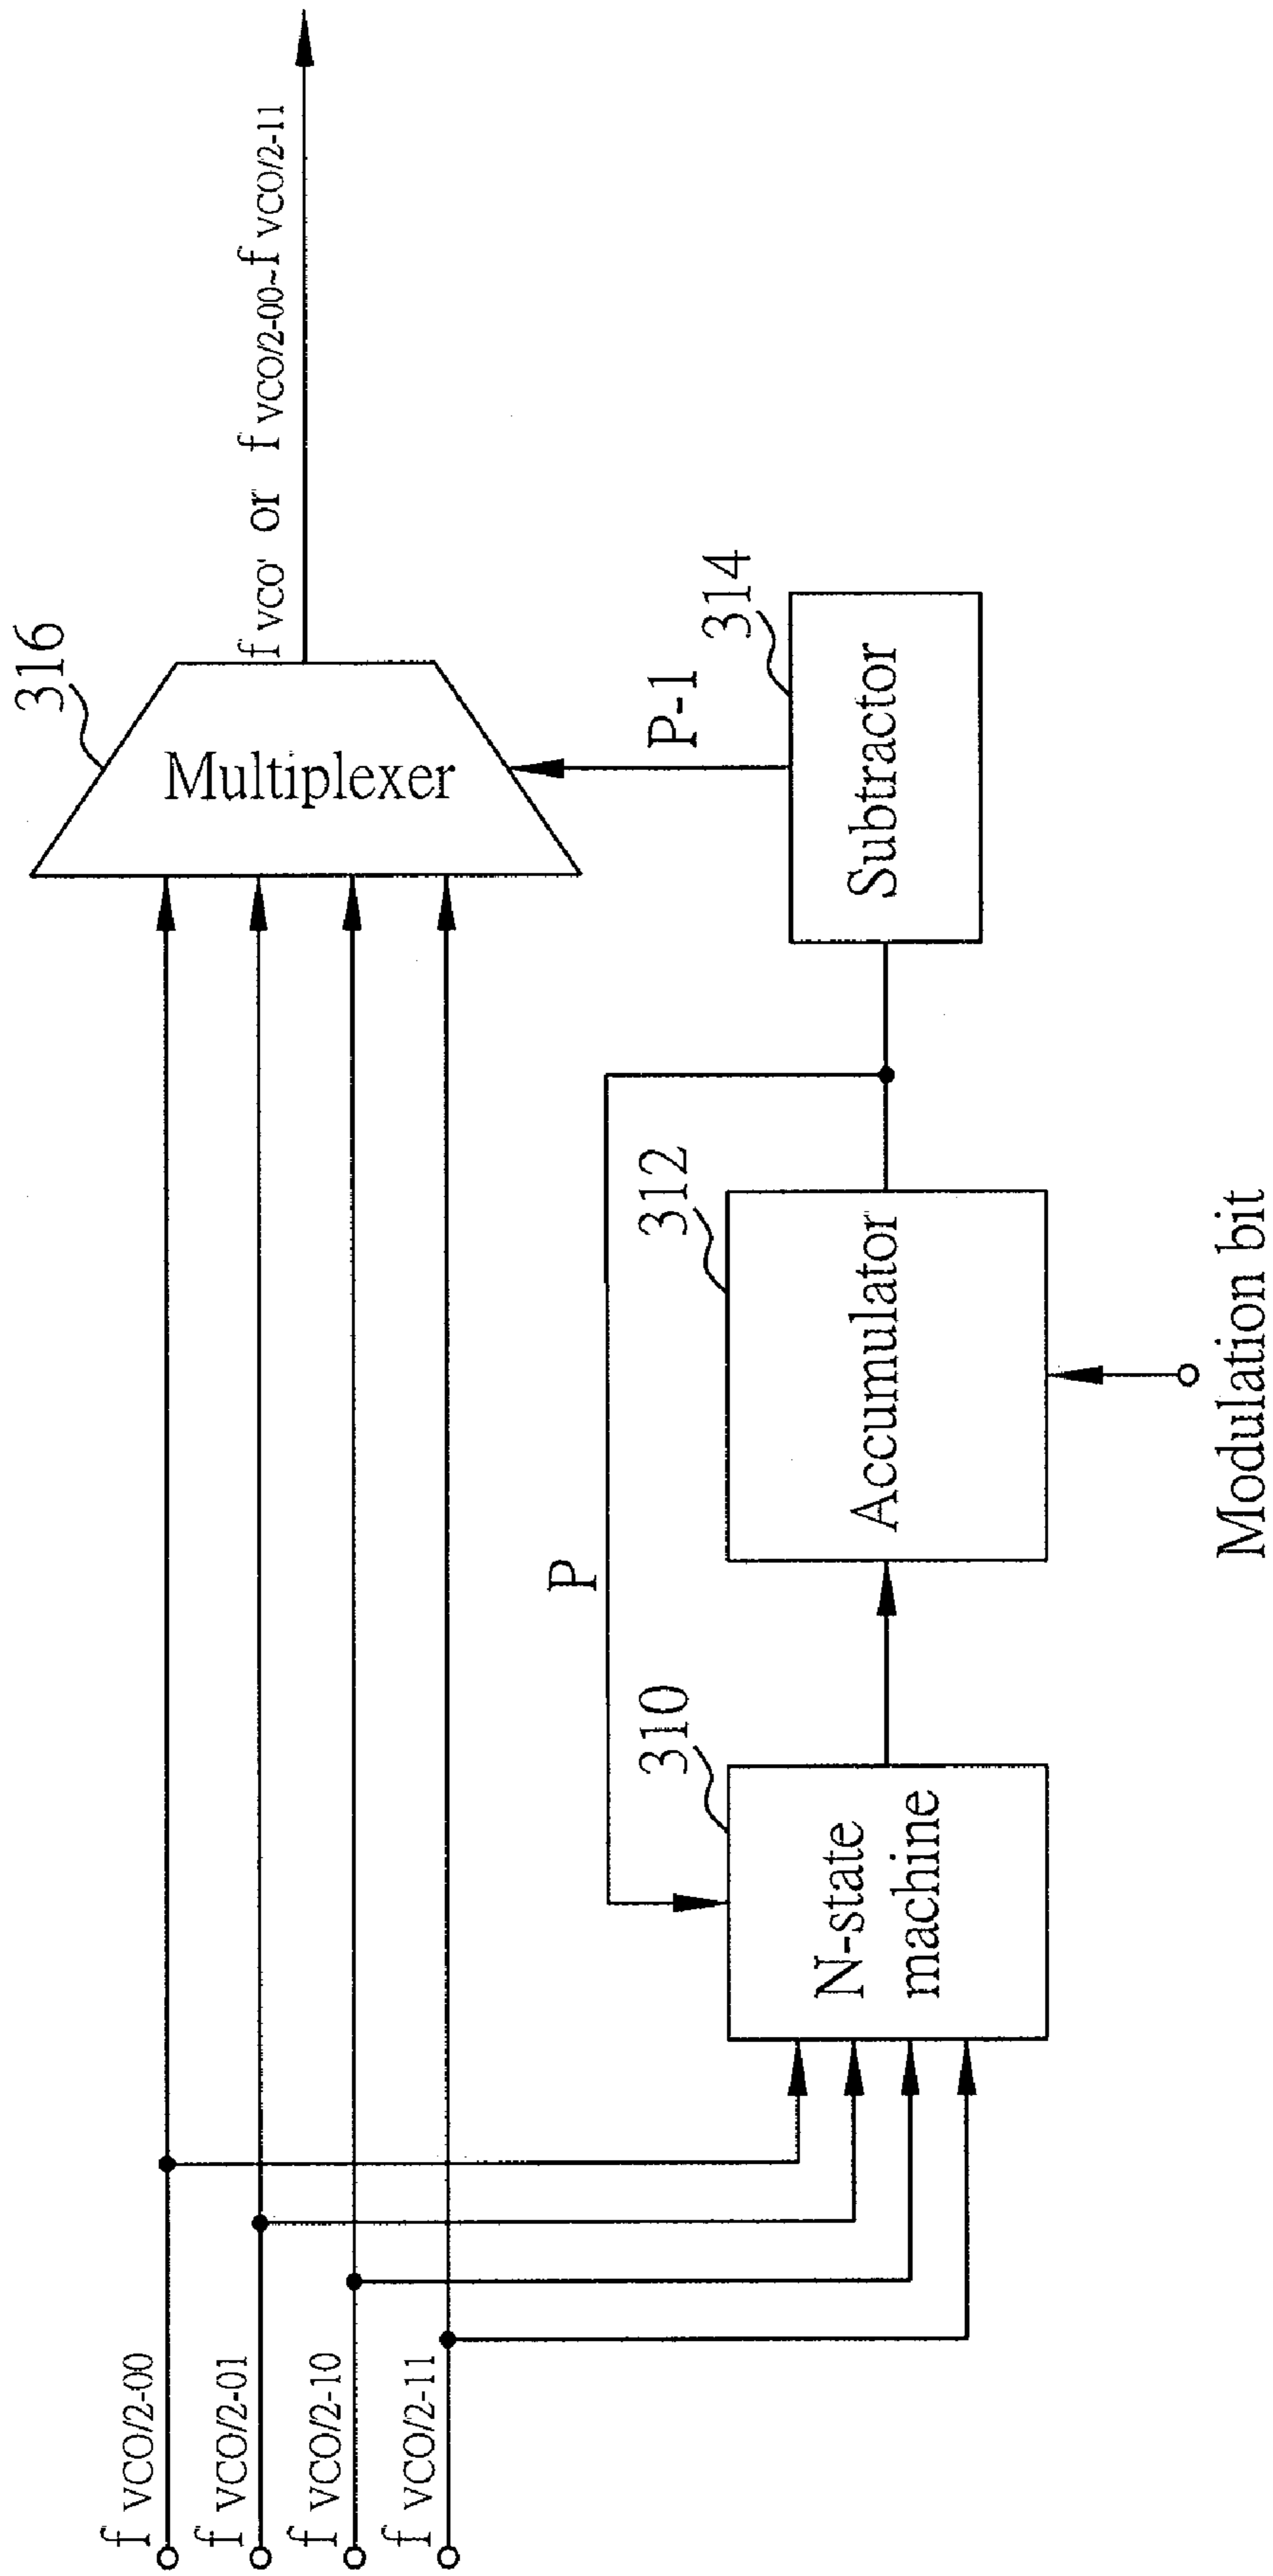 f VCO/2-00
f VCO/2-01
f VCO/2-10
f VCO/2-11
316
Multiplexer
f VCO' or f VCO/2-00~f VCO/2-11
P-1
314
Subtractor
P
312
Accumulator
310
N-state
machine
Modulation bit